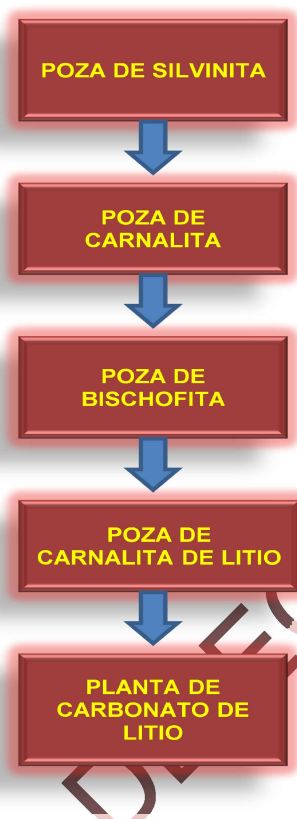 POZA DE SILVINITA
POZA DE
CARNALITA
POZA DE
BISCHOFITA
POZA DE
CARNALITA DE LITIO
PLANTA DE
CARBONATO DE
LITIO